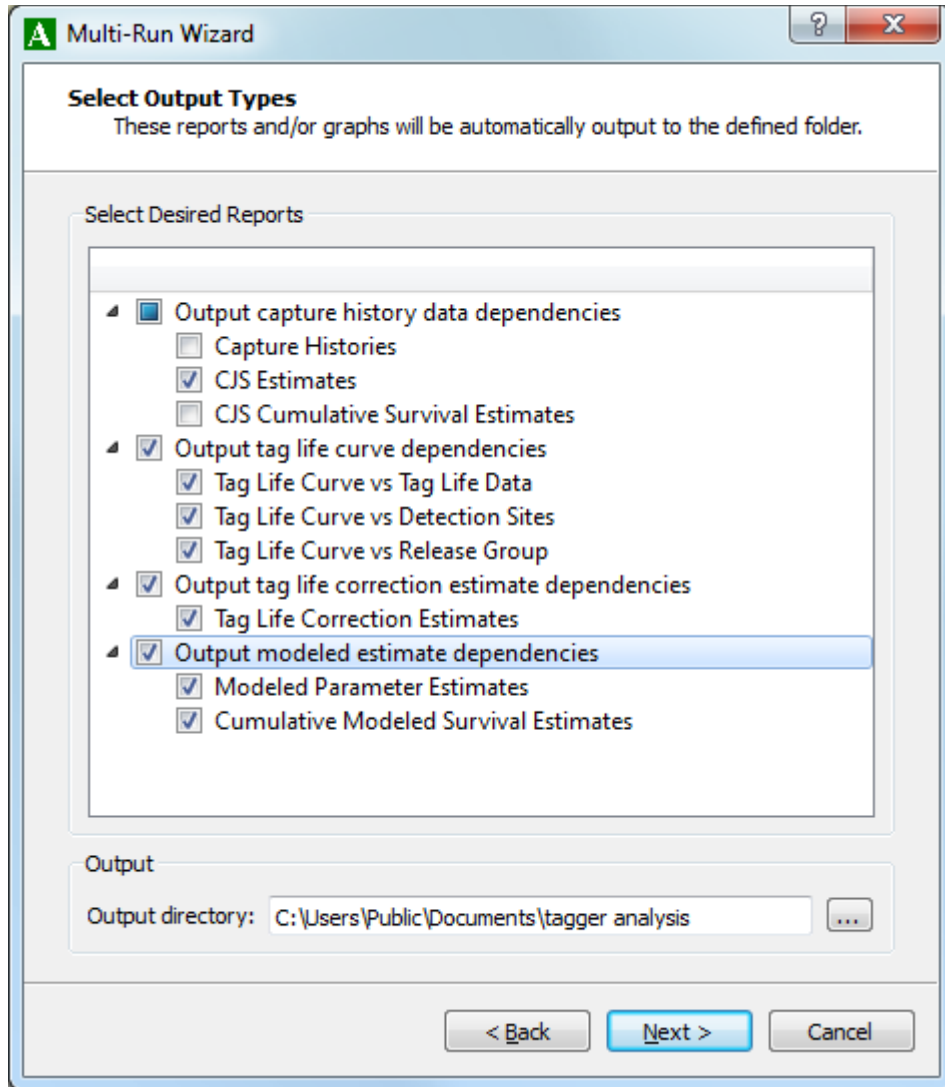 A Multi-Run Wizard ? X
Select Output Types
These reports and/or graphs will be automatically output to the defined folder.
Select Desired Reports
Output capture history data dependencies
Capture Histories
CJS Estimates
CJS Cumulative Survival Estimates
Output tag life curve dependencies
Tag Life Curve vs Tag Life Data
Tag Life Curve vs Detection Sites
Tag Life Curve vs Release Group
Output tag life correction estimate dependencies
Tag Life Correction Estimates
Output modeled estimate dependencies
Modeled Parameter Estimates
Cumulative Modeled Survival Estimates
Output
Output directory: C:\Users\Public\Documents\tagger analysis ...
< Back Next > Cancel